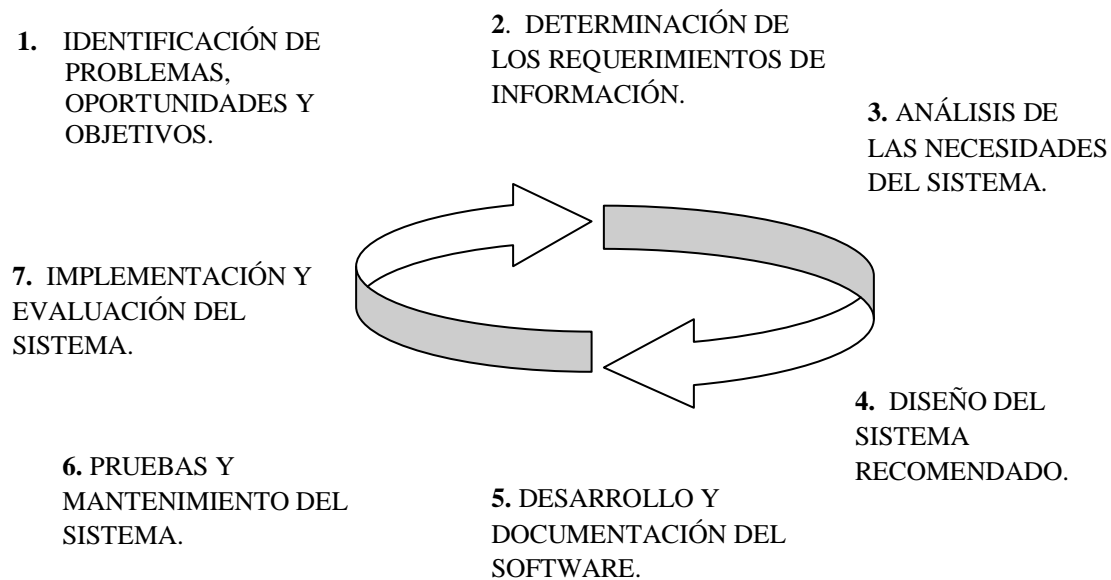 1. IDENTIFICACIÓN DE
PROBLEMAS,
OPORTUNIDADES Y
OBJETIVOS.
2. DETERMINACIÓN DE
LOS REQUERIMIENTOS DE
INFORMACIÓN.
3. ANÁLISIS DE
LAS NECESIDADES
DEL SISTEMA.
4. DISEÑO DEL
SISTEMA
RECOMENDADO.
5. DESARROLLO Y
DOCUMENTACIÓN DEL
SOFTWARE.
6. PRUEBAS Y
MANTENIMIENTO DEL
SISTEMA.
7. IMPLEMENTACIÓN Y
EVALUACIÓN DEL
SISTEMA.